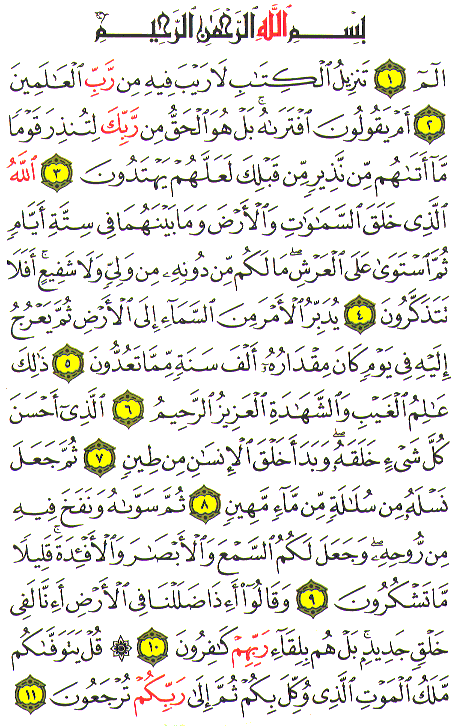 بِسْمِ ٱللَّهِ ٱلرَّحْمَٰنِ ٱلرَّحِيمِ
الٓمٓ ١ تَنزِيلُ ٱلْكِتَٰبِ لَا رَيْبَ فِيهِ مِن رَّبِّ ٱلْعَٰلَمِينَ
٢ أَمْ يَقُولُونَ ٱفْتَرَىٰهُ ۚ بَلْ هُوَ ٱلْحَقُّ مِن رَّبِّكَ لِتُنذِرَ قَوْمًا
مَّآ أَتَىٰهُم مِّن نَّذِيرٍ مِّن قَبْلِكَ لَعَلَّهُمْ يَهْتَدُونَ ٣ ٱللَّهُ
ٱلَّذِى خَلَقَ ٱلسَّمَٰوَٰتِ وَٱلْأَرْضَ وَمَا بَيْنَهُمَا فِى سِتَّةِ أَيَّامٍ
ثُمَّ ٱسْتَوَىٰ عَلَى ٱلْعَرْشِ ۖ مَا لَكُم مِّن دُونِهِۦ مِن وَلِىٍّ وَلَا شَفِيعٍ ۚ أَفَلَا
تَتَذَكَّرُونَ ٤ يُدَبِّرُ ٱلْأَمْرَ مِنَ ٱلسَّمَآءِ إِلَى ٱلْأَرْضِ ثُمَّ يَعْرُجُ
إِلَيْهِ فِى يَوْمٍ كَانَ مِقْدَارُهُۥٓ أَلْفَ سَنَةٍ مِّمَّا تَعُدُّونَ ٥ ذَٰلِكَ
عَٰلِمُ ٱلْغَيْبِ وَٱلشَّهَٰدَةِ ٱلْعَزِيزُ ٱلرَّحِيمُ ٦ ٱلَّذِىٓ أَحْسَنَ
كُلَّ شَىْءٍ خَلَقَهُۥ ۖ وَبَدَأَ خَلْقَ ٱلْإِنسَٰنِ مِن طِينٍ ٧ ثُمَّ جَعَلَ
نَسْلَهُۥ مِن سُلَٰلَةٍ مِّن مَّآءٍ مَّهِينٍ ٨ ثُمَّ سَوَّىٰهُ وَنَفَخَ فِيهِ
مِن رُّوحِهِۦ ۖ وَجَعَلَ لَكُمُ ٱلسَّمْعَ وَٱلْأَبْصَٰرَ وَٱلْأَفْـِٔدَةَ ۚ قَلِيلًا
مَّا تَشْكُرُونَ ٩ وَقَالُوٓا۟ أَءِذَا ضَلَلْنَا فِى ٱلْأَرْضِ أَءِنَّا لَفِى
خَلْقٍ جَدِيدٍۭ ۚ بَلْ هُم بِلِقَآءِ رَبِّهِمْ كَٰفِرُونَ ١٠ ۞ قُلْ يَتَوَفَّىٰكُم
مَّلَكُ ٱلْمَوْتِ ٱلَّذِى وُكِّلَ بِكُمْ ثُمَّ إِلَىٰ رَبِّكُمْ تُرْجَعُونَ ١١